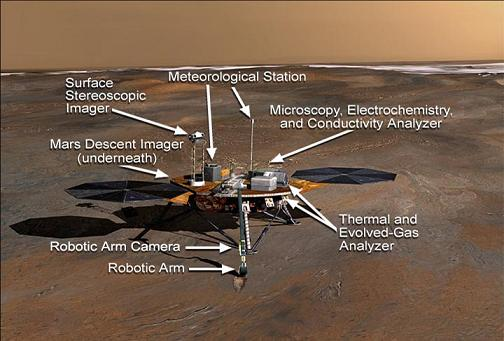 Meteorological Station
Surface
Stereoscopic
Imager
Microscopy, Electrochemistry,
and Conductivity Analyzer
Mars Descent Imager
(underneath)
Thermal and
Evolved-Gas
Analyzer
Robotic Arm Camera
Robotic Arm